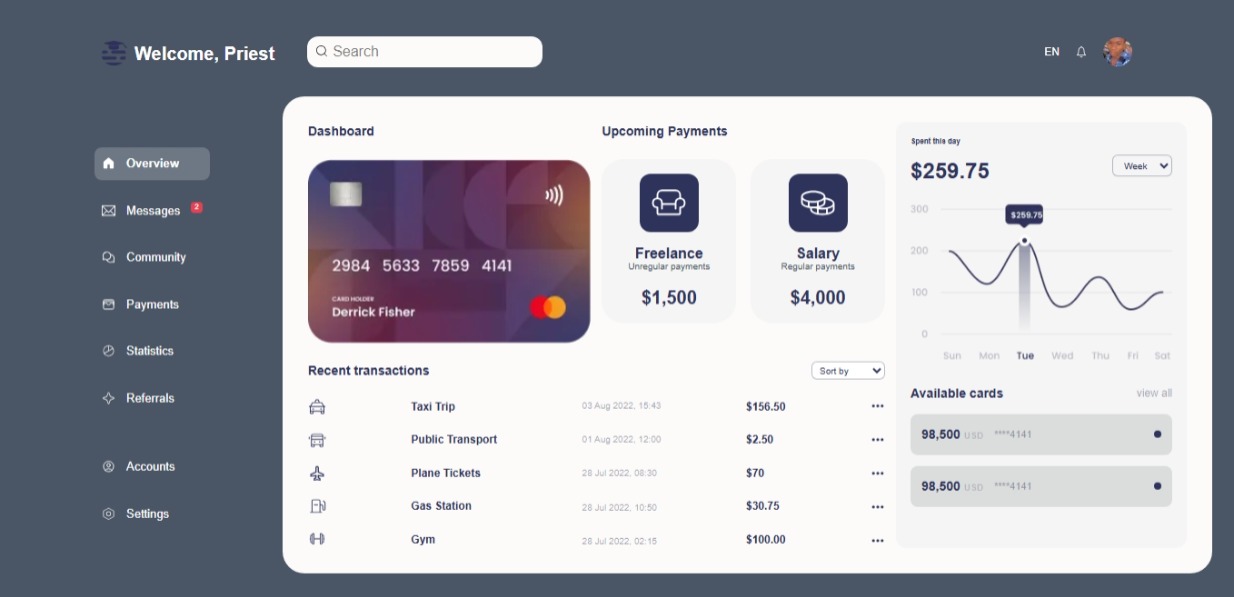 Welcome, Priest
Search
EN
Overview
Messages 2
Community
Payments
Statistics
Referrals
Accounts
Settings
Dashboard
2984 5633 7859 4141
CARD HOLDER
Derrick Fisher
Upcoming Payments
Freelance
Unregular payments
$1,500
Salary
Regular payments
$4,000
Recent transactions
Sort by
Taxi Trip 03 Aug 2022, 15:43 $156.50 •••
Public Transport 01 Aug 2022, 12:00 $2.50 •••
Plane Tickets 28 Jul 2022, 08:30 $70 •••
Gas Station 28 Jul 2022, 10:50 $30.75 •••
Gym 28 Jul 2022, 02:15 $100.00 •••
Spent this day
$259.75
Week
300
$259.75
200
100
0
Sun Mon Tue Wed Thu Fri Sat
Available cards view all
98,500 USD ****4141
98,500 USD ****4141